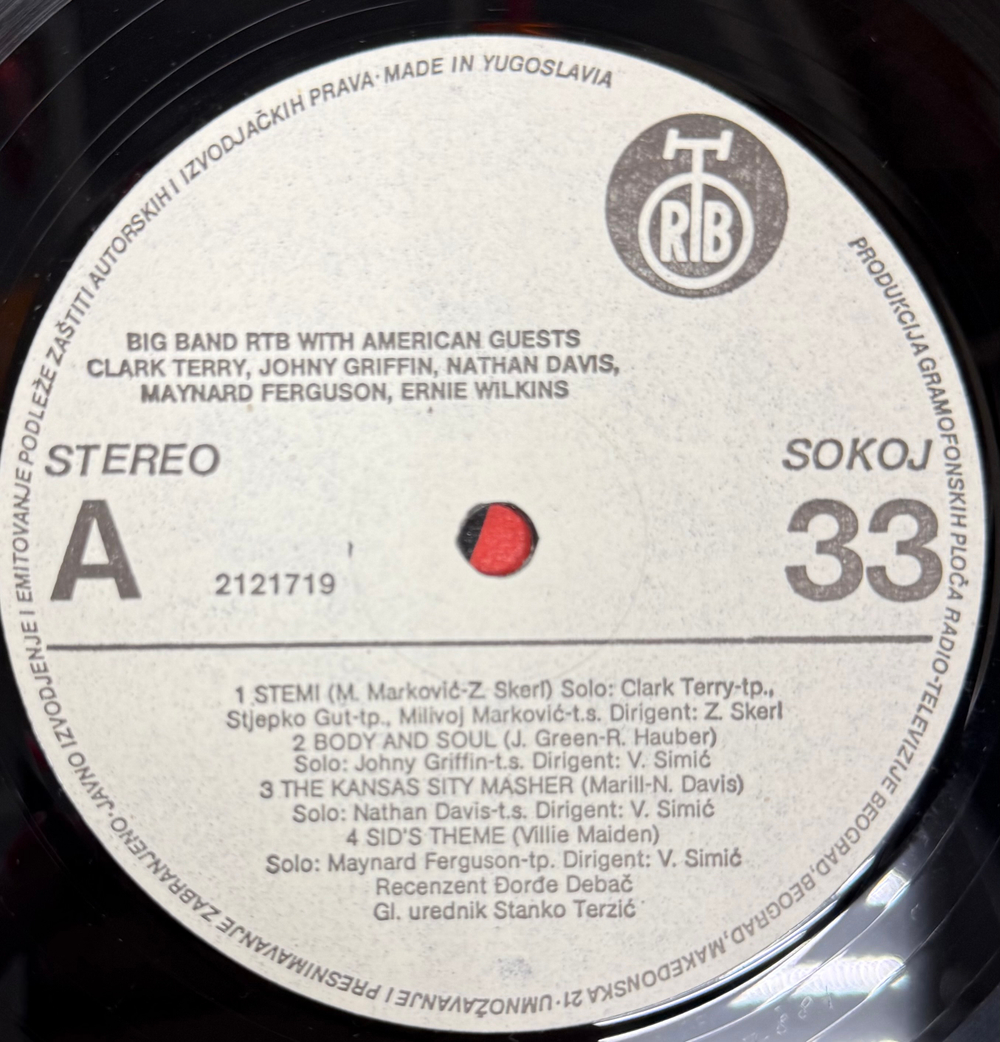 PRODUKCIJA GRAMOFONSKIH PLOČA RADIO-TELEVIZIJE BEOGRAD, BEOGRAD, MAKEDONSKA 21 · UMNOŽAVANJE I PRESNIMAVANJE ZABRANJENO · JAVNO IZVODJENJE I EMITOVANJE PODLEŽE ZAŠTITI AUTORSKIH I IZVODJAČKIH PRAVA · MADE IN YUGOSLAVIA
RTB
BIG BAND RTB WITH AMERICAN GUESTS
CLARK TERRY, JOHNY GRIFFIN, NATHAN DAVIS,
MAYNARD FERGUSON, ERNIE WILKINS
STEREO
SOKOJ
A
2121719
33
1 STEMI (M. Marković-Z. Skerl) Solo: Clark Terry-tp.,
Stjepko Gut-tp., Milivoj Marković-t.s. Dirigent: Z. Skerl
2 BODY AND SOUL (J. Green-R. Hauber)
Solo: Johny Griffin-t.s. Dirigent: V. Simić
3 THE KANSAS SITY MASHER (Marill-N. Davis)
Solo: Nathan Davis-t.s. Dirigent: V. Simić
4 SID'S THEME (Villie Maiden)
Solo: Maynard Ferguson-tp. Dirigent: V. Simić
Recenzent Đorđe Debač
Gl. urednik Stanko Terzić